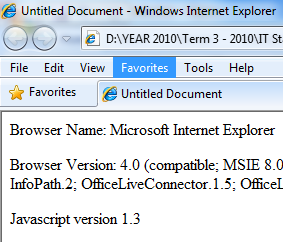 Untitled Document - Windows Internet Explorer
D:\YEAR 2010\Term 3 - 2010\IT Sta
File Edit View Favorites Tools Help
Favorites Untitled Document
Browser Name: Microsoft Internet Explorer
Browser Version: 4.0 (compatible; MSIE 8.0
InfoPath.2; OfficeLiveConnector.1.5; OfficeL
Javascript version 1.3